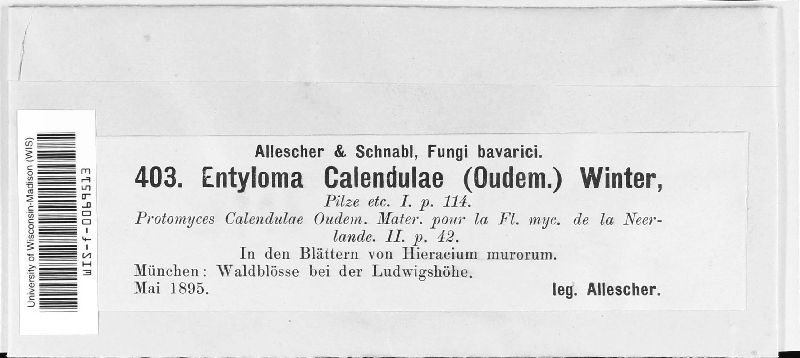 Allescher & Schnabl, Fungi bavarici.
403. Entyloma Calendulae (Oudem.) Winter,
Pilze etc. I. p. 114.
Protomyces Calendulae Oudem. Mater. pour la Fl. myc. de la Neer-
lande. II. p. 42.
In den Blättern von Hieracium murorum.
München: Waldblösse bei der Ludwigshöhe.
Mai 1895.
leg. Allescher.
University of Wisconsin-Madison (WIS)
WIS-f-0069513